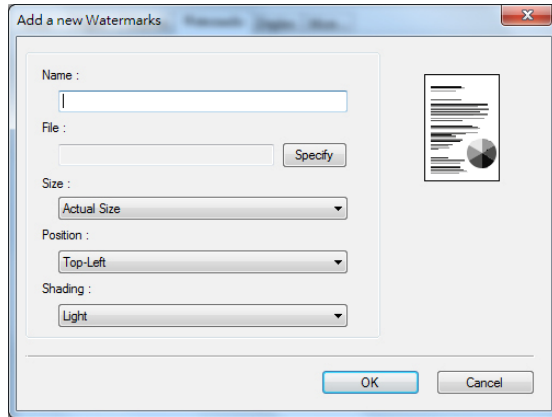 Add a new Watermarks
Name :
File :
Specify
Size :
Actual Size
Position :
Top-Left
Shading :
Light
OK
Cancel